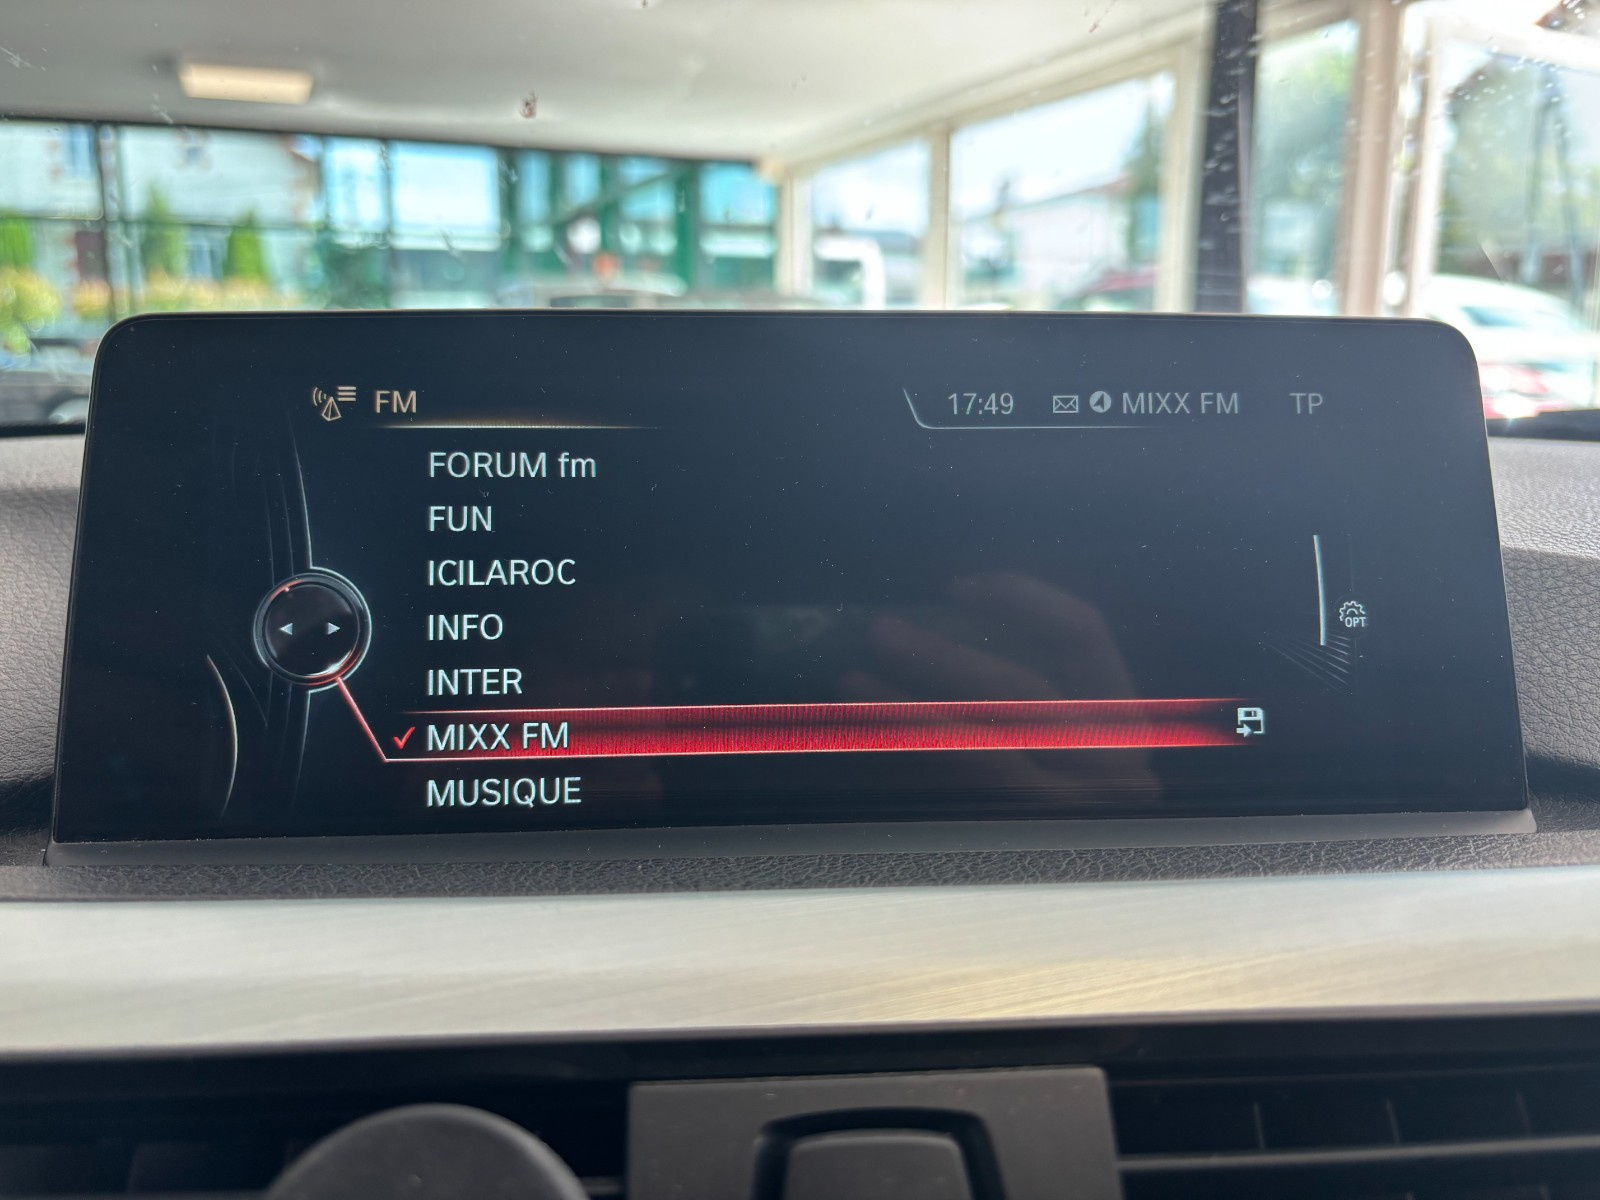 FM
17:49 MIXX FM TP
FORUM fm
FUN
ICILAROC
INFO
INTER
MIXX FM
MUSIQUE
OPT